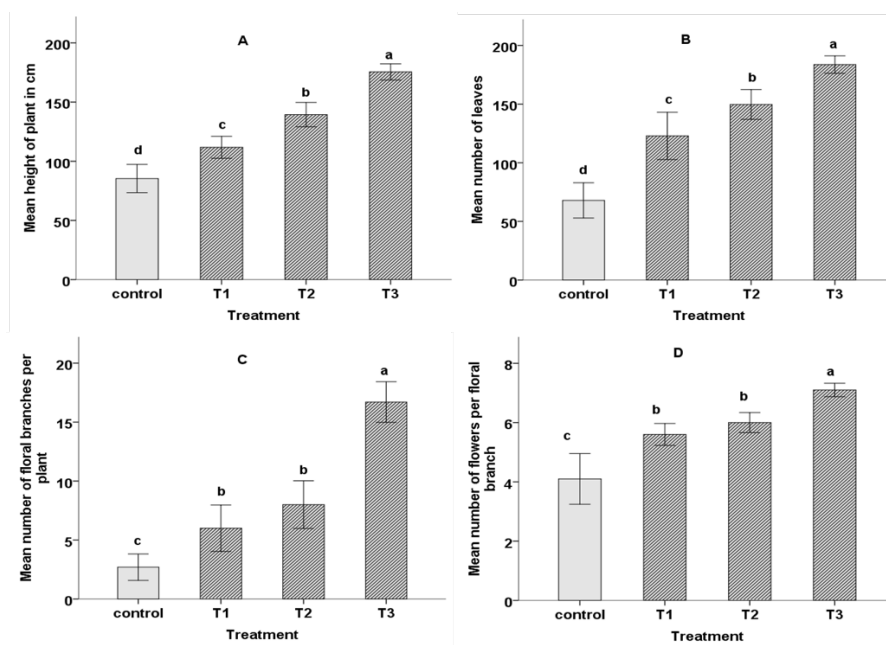 A
Mean height of plant in cm
200
150
100
50
0
d
c
b
a
control T1 T2 T3
Treatment
B
Mean number of leaves
200
150
100
50
0
d
c
b
a
control T1 T2 T3
Treatment
C
Mean number of floral branches per
plant
20
15
10
5
0
c
b
b
a
control T1 T2 T3
Treatment
D
Mean number of flowers per floral
branch
8
6
4
2
0
c
b
b
a
control T1 T2 T3
Treatment